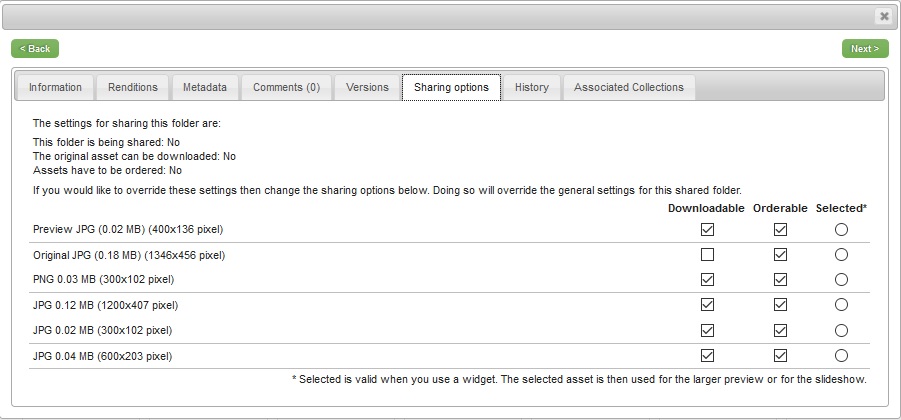 < Back
Next >
Information Renditions Metadata Comments (0) Versions Sharing options History Associated Collections
The settings for sharing this folder are:
This folder is being shared: No
The original asset can be downloaded: No
Assets have to be ordered: No
If you would like to override these settings then change the sharing options below. Doing so will override the general settings for this shared folder.
Downloadable Orderable Selected*
Preview JPG (0.02 MB) (400x136 pixel)
Original JPG (0.18 MB) (1346x456 pixel)
PNG 0.03 MB (300x102 pixel)
JPG 0.12 MB (1200x407 pixel)
JPG 0.02 MB (300x102 pixel)
JPG 0.04 MB (600x203 pixel)
* Selected is valid when you use a widget. The selected asset is then used for the larger preview or for the slideshow.